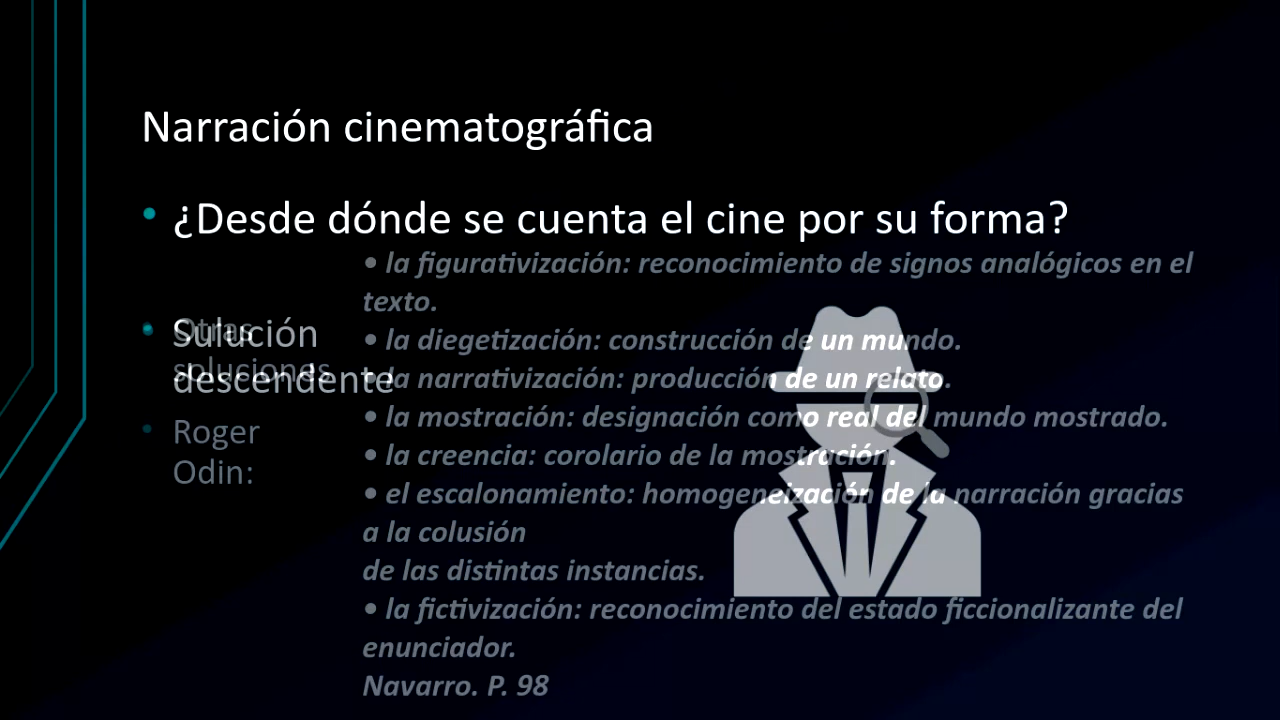 Narración cinematográfica
• ¿Desde dónde se cuenta el cine por su forma?
• Solución
descendente
Otras
soluciones
• Roger
Odin:
• la figurativización: reconocimiento de signos analógicos en el
texto.
• la diegetización: construcción de un mundo.
• la narrativización: producción de un relato.
• la mostración: designación como real del mundo mostrado.
• la creencia: corolario de la mostración.
• el escalonamiento: homogeneización de la narración gracias
a la colusión
de las distintas instancias.
• la fictivización: reconocimiento del estado ficcionalizante del
enunciador.
Navarro. P. 98